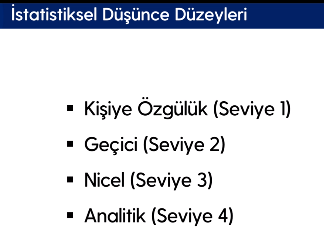 İstatistiksel Düşünce Düzeyleri
▪ Kişiye Özgülük (Seviye 1)
▪ Geçici (Seviye 2)
▪ Nicel (Seviye 3)
▪ Analitik (Seviye 4)